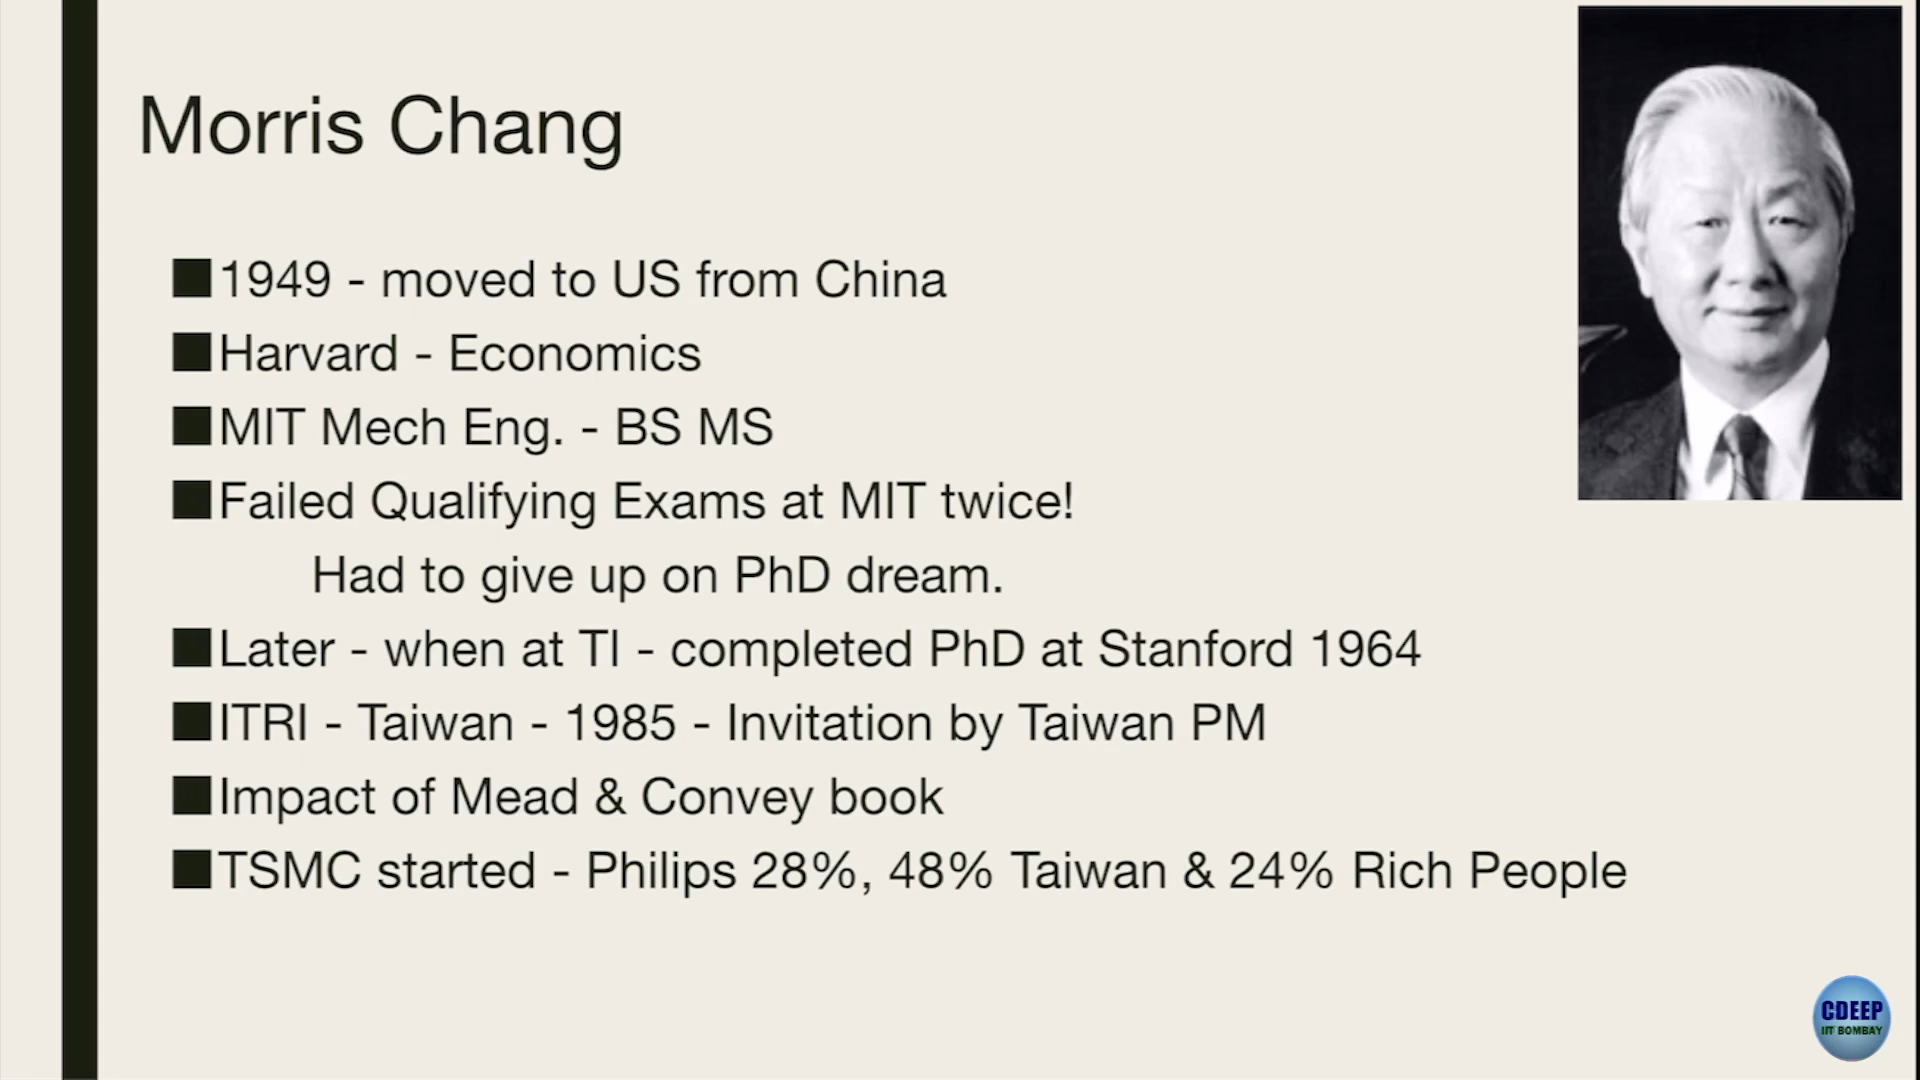 Morris Chang
1949 - moved to US from China
Harvard - Economics
MIT Mech Eng. - BS MS
Failed Qualifying Exams at MIT twice!
Had to give up on PhD dream.
Later - when at TI - completed PhD at Stanford 1964
ITRI - Taiwan - 1985 - Invitation by Taiwan PM
Impact of Mead & Convey book
TSMC started - Philips 28%, 48% Taiwan & 24% Rich People
CDEEP
IIT BOMBAY